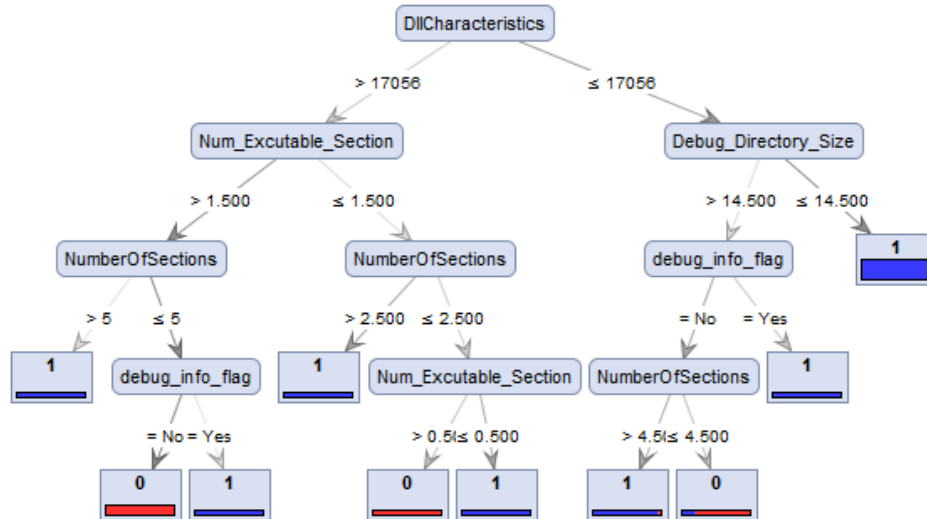 DllCharacteristics
> 17056 ≤ 17056
Num_Excutable_Section Debug_Directory_Size
> 1.500 ≤ 1.500 > 14.500 ≤ 14.500
NumberOfSections NumberOfSections debug_info_flag 1
> 5 ≤ 5 > 2.500 ≤ 2.500 = No = Yes
1 debug_info_flag 1 Num_Excutable_Section NumberOfSections 1
= No = Yes > 0.50 ≤ 0.500 > 4.50 ≤ 4.500
0 1 0 1 1 0